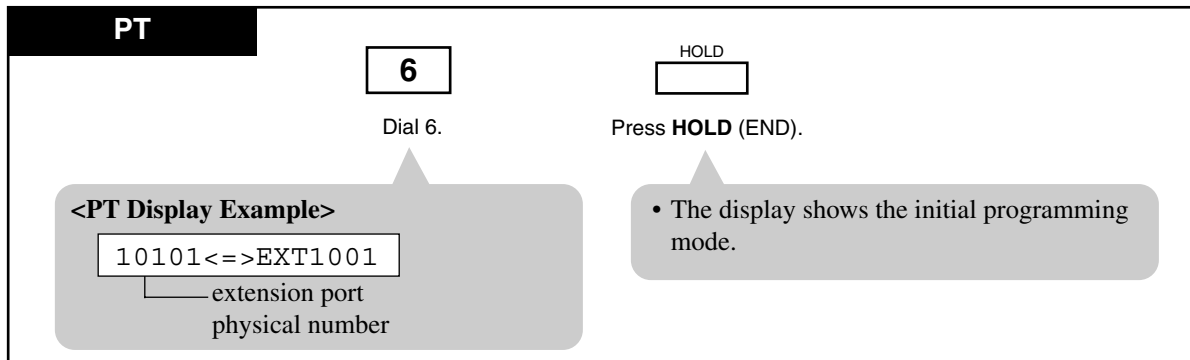 PT
6
HOLD
Dial 6.
Press HOLD (END).
<PT Display Example>
10101<=>EXT1001
extension port
physical number
• The display shows the initial programming
mode.